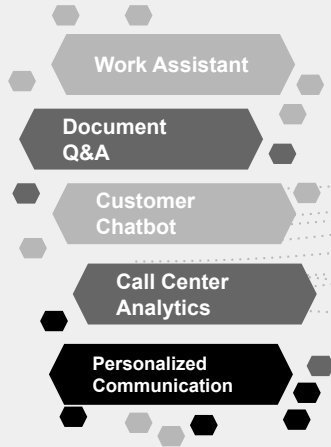 Work Assistant
Document
Q&A
Customer
Chatbot
Call Center
Analytics
Personalized
Communication